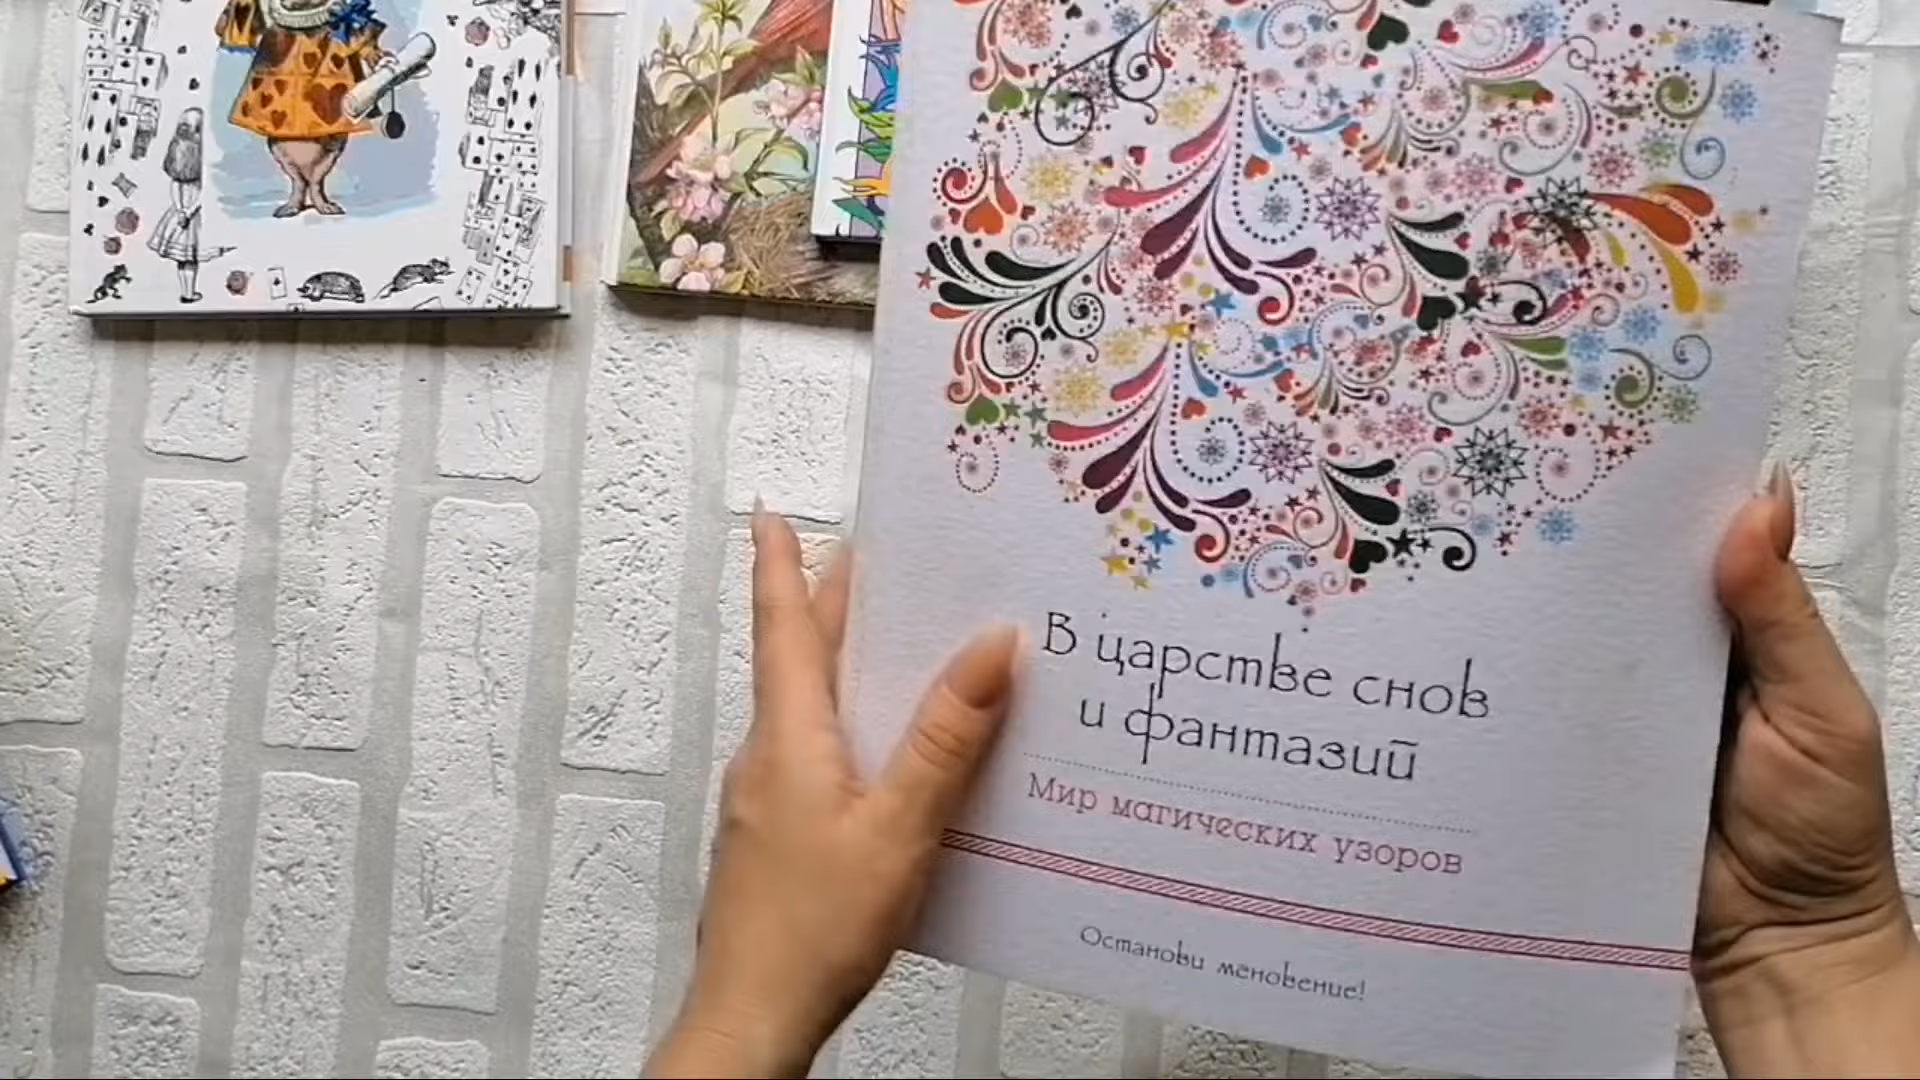 В царстве снов
и фантазий
Мир магических узоров
Останови мгновение!